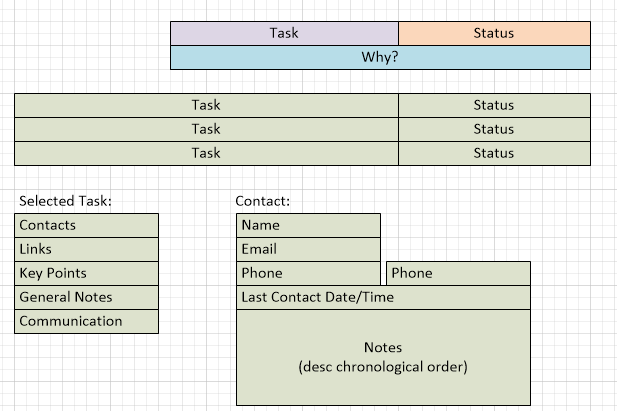 Task Status
Why?
Task Status
Task Status
Task Status
Selected Task:
Contacts
Links
Key Points
General Notes
Communication
Contact:
Name
Email
Phone Phone
Last Contact Date/Time
Notes
(desc chronological order)